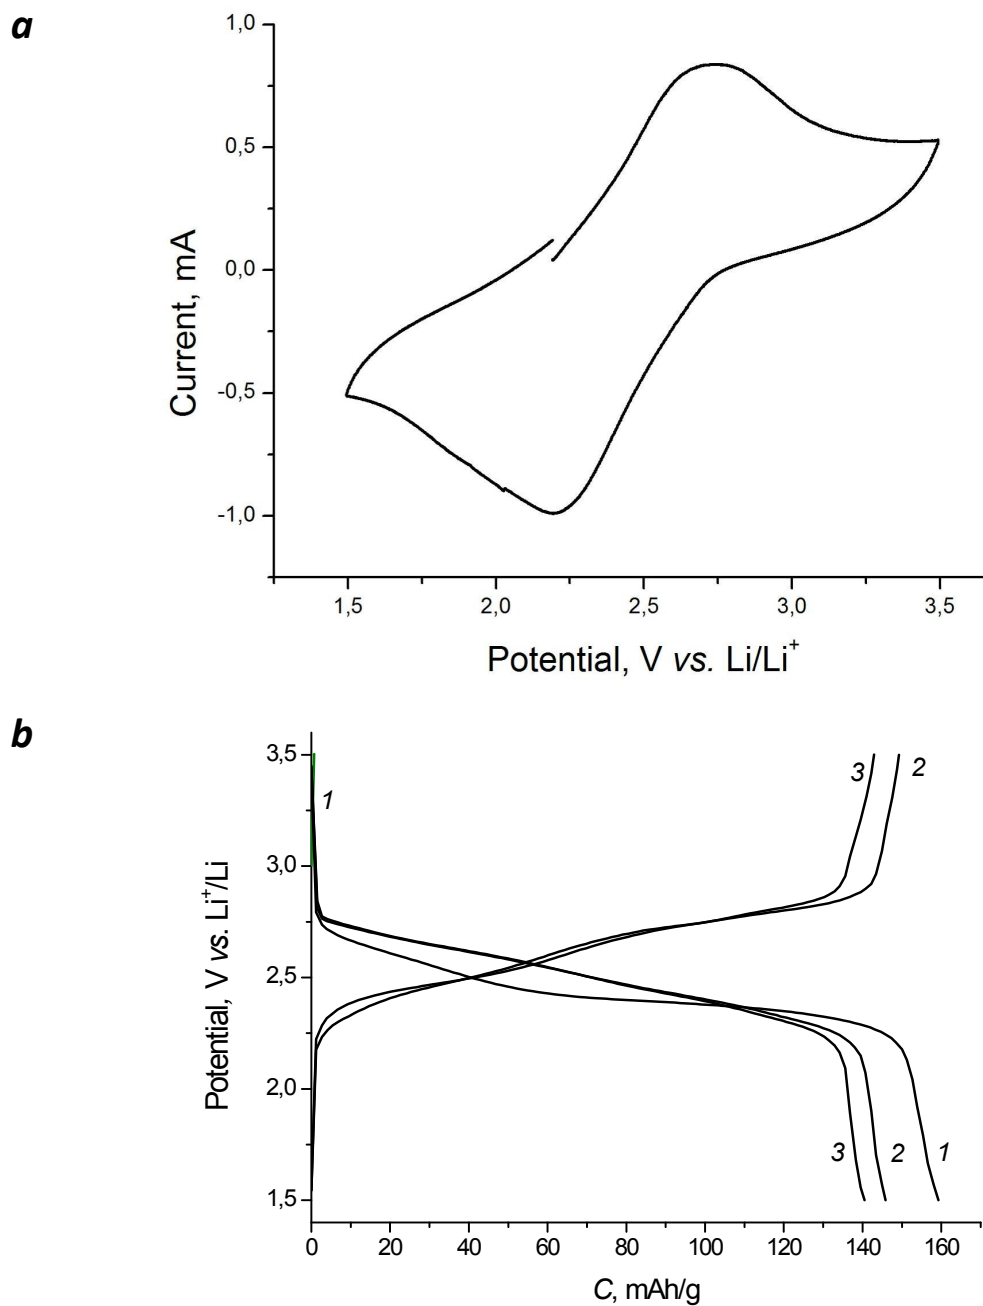 a
1,0
0,5
0,0
-0,5
-1,0
Current, mA
1,5 2,0 2,5 3,0 3,5
Potential, V vs. Li/Li+
b
3,5
3,0
2,5
2,0
1,5
Potential, V vs. Li+/Li
1
3 2
3 2 1
0 20 40 60 80 100 120 140 160
C, mAh/g